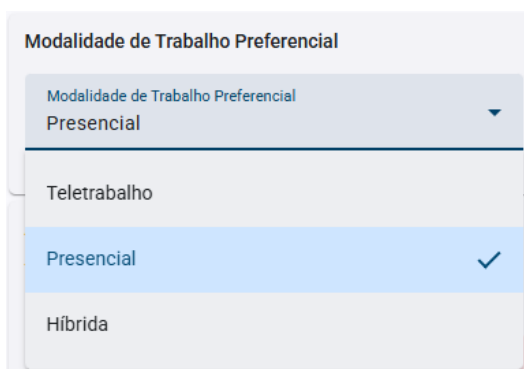 Modalidade de Trabalho Preferencial
Modalidade de Trabalho Preferencial
Presencial
Teletrabalho
Presencial
Híbrida